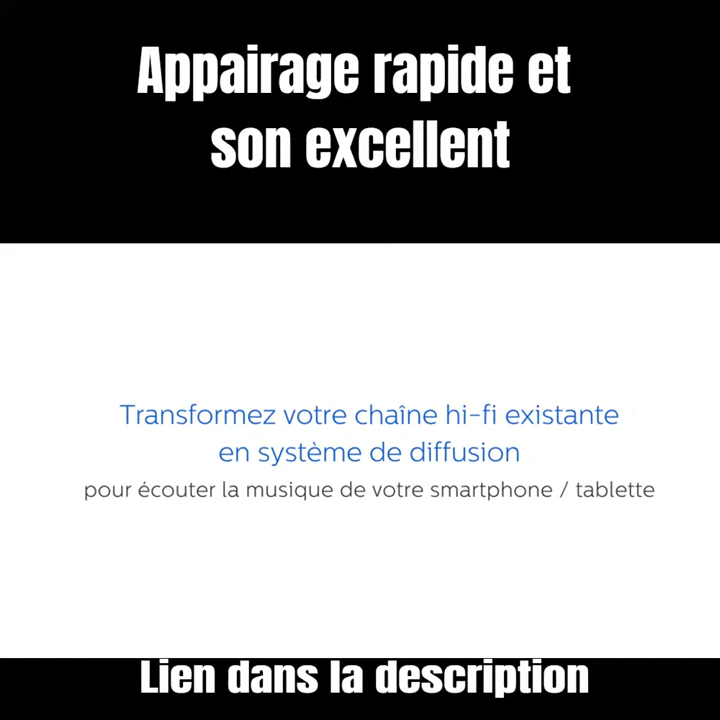 Appairage rapide et
son excellent
Transformez votre chaîne hi-fi existante
en système de diffusion
pour écouter la musique de votre smartphone / tablette
Lien dans la description